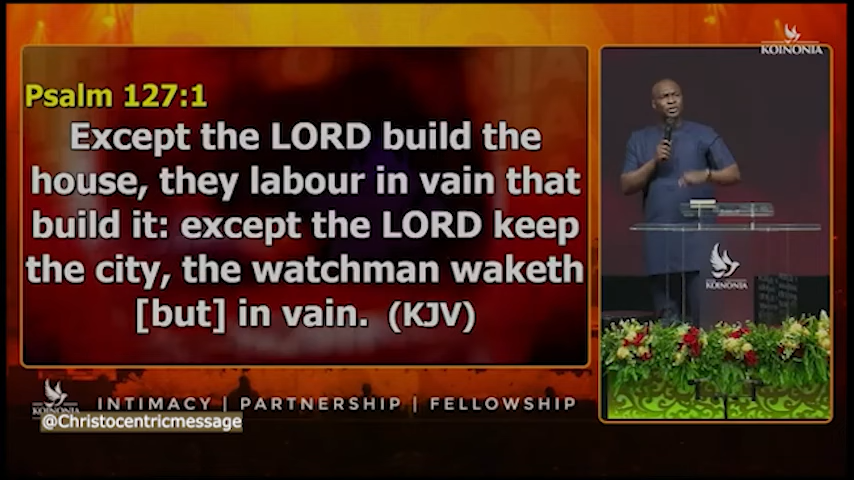 KOINONIA
Psalm 127:1
Except the LORD build the
house, they labour in vain that
build it: except the LORD keep
the city, the watchman waketh
[but] in vain. (KJV)
KOINONIA
KOINONIA
INTIMACY | PARTNERSHIP | FELLOWSHIP
@Christocentricmessage